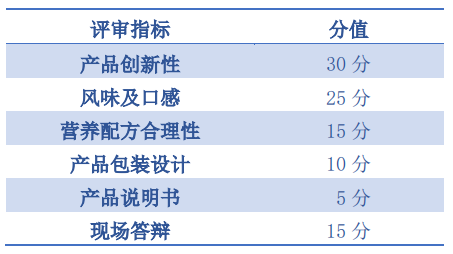 评审指标 分值
产品创新性 30 分
风味及口感 25 分
营养配方合理性 15 分
产品包装设计 10 分
产品说明书 5 分
现场答辩 15 分